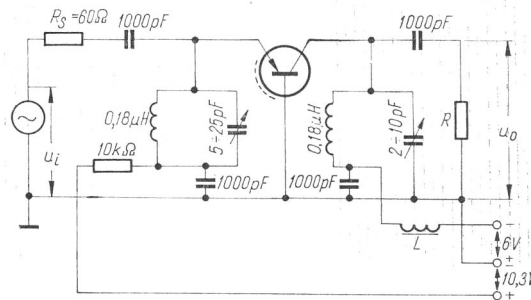 R_S=60Ω
1000pF
1000pF
0,18μH
5÷25pF
0,18μH
2÷10pF
R
u_o
u_i
10kΩ
1000pF
1000pF
L
−
6V
±
10,3V
+